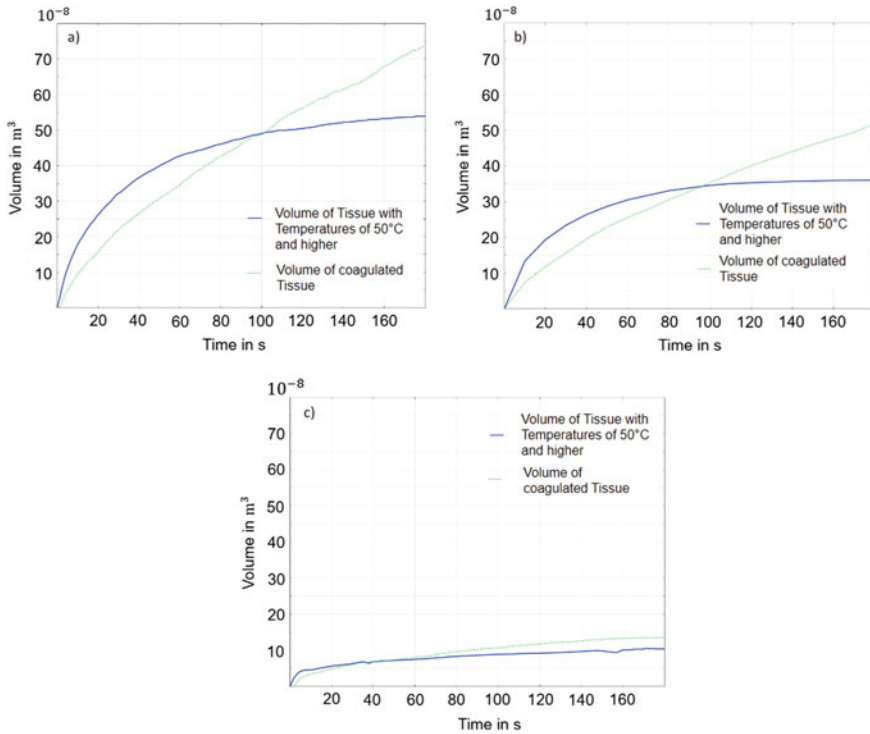 10⁻⁸
a)
70
60
50
40
30
20
10
Volume in m³
Volume of Tissue with
Temperatures of 50°C
and higher
Volume of coagulated
Tissue
20 40 60 80 100 120 140 160
Time in s
10⁻⁸
b)
70
60
50
40
30
20
10
Volume in m³
Volume of Tissue with
Temperatures of 50°C
and higher
Volume of coagulated
Tissue
20 40 60 80 100 120 140 160
Time in s
10⁻⁸
c)
70
60
50
40
30
20
10
Volume in m³
Volume of Tissue with
Temperatures of 50°C
and higher
Volume of
coagulated Tissue
20 40 60 80 100 120 140 160
Time in s